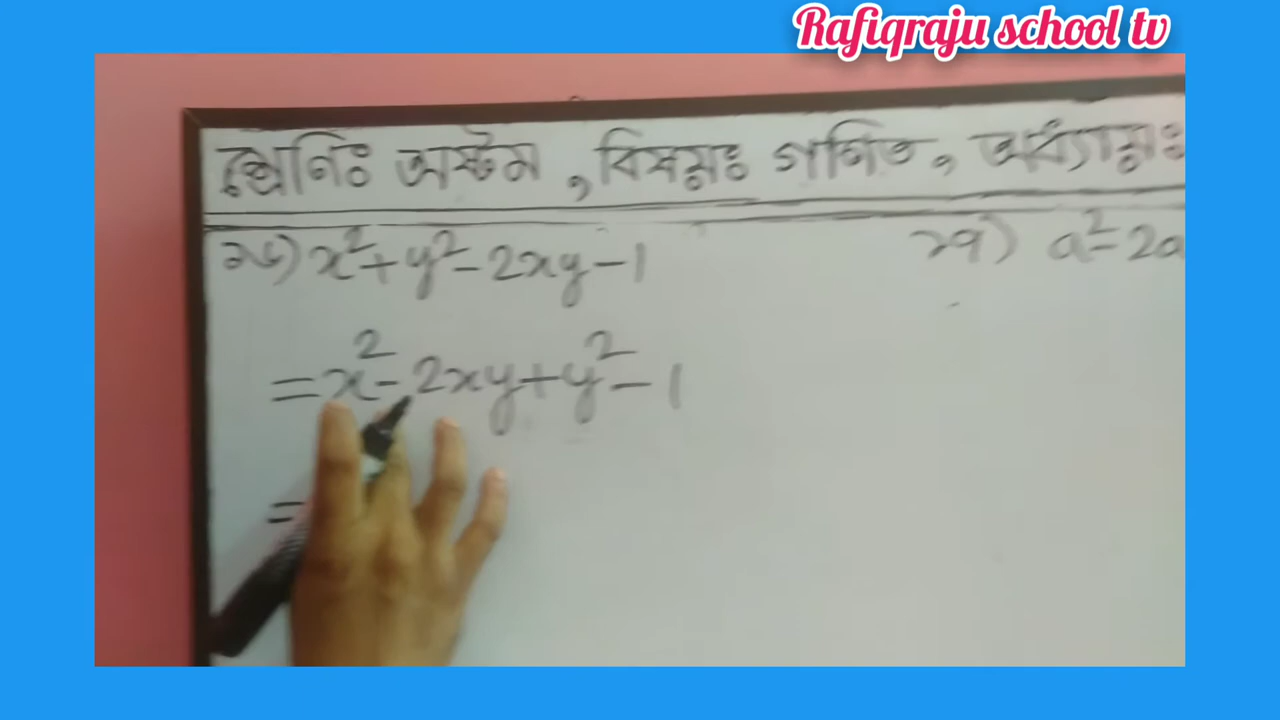 Rafiqraju school tv
শ্রেনিঃ অষ্টম, বিষয়ঃ গণিত, অধ্যায়ঃ
২৬) x²+y²-2xy-1
২৭) a²-2a
=x²-2xy+y²-1
=